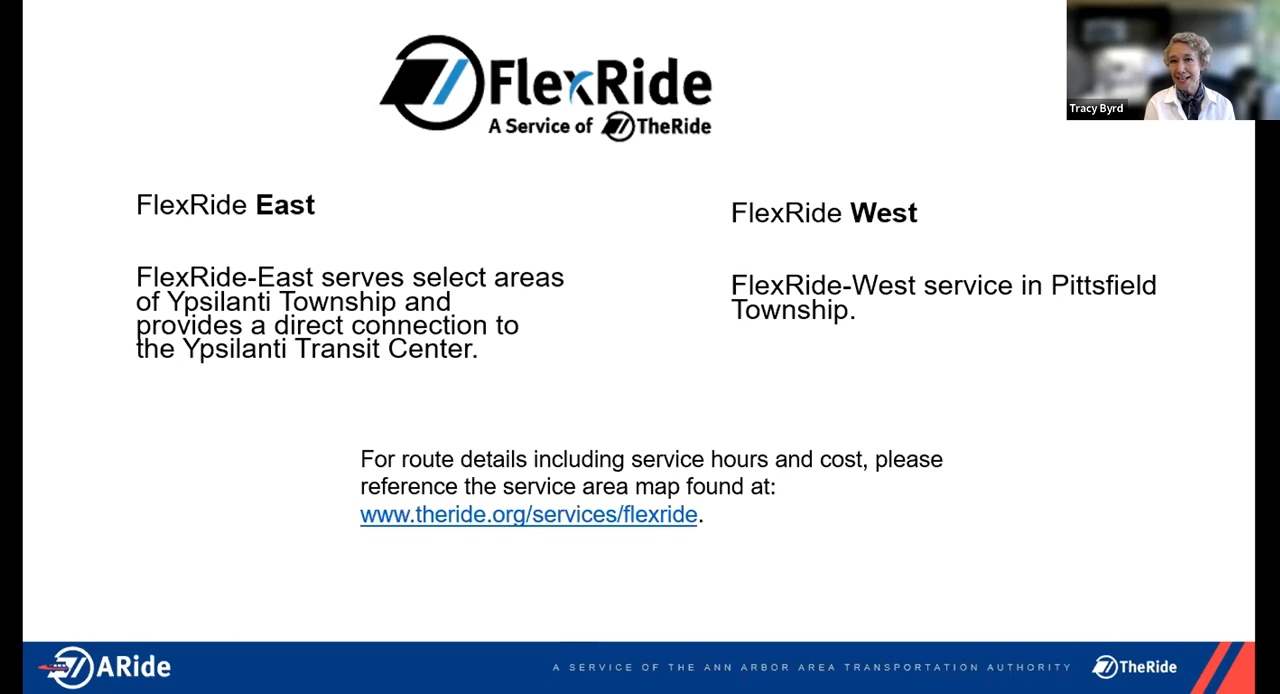 FlexRide
A Service of TheRide
Tracy Byrd
FlexRide East
FlexRide-East serves select areas
of Ypsilanti Township and
provides a direct connection to
the Ypsilanti Transit Center.
FlexRide West
FlexRide-West service in Pittsfield
Township.
For route details including service hours and cost, please
reference the service area map found at:
www.theride.org/services/flexride.
ARide
A SERVICE OF THE ANN ARBOR AREA TRANSPORTATION AUTHORITY
TheRide